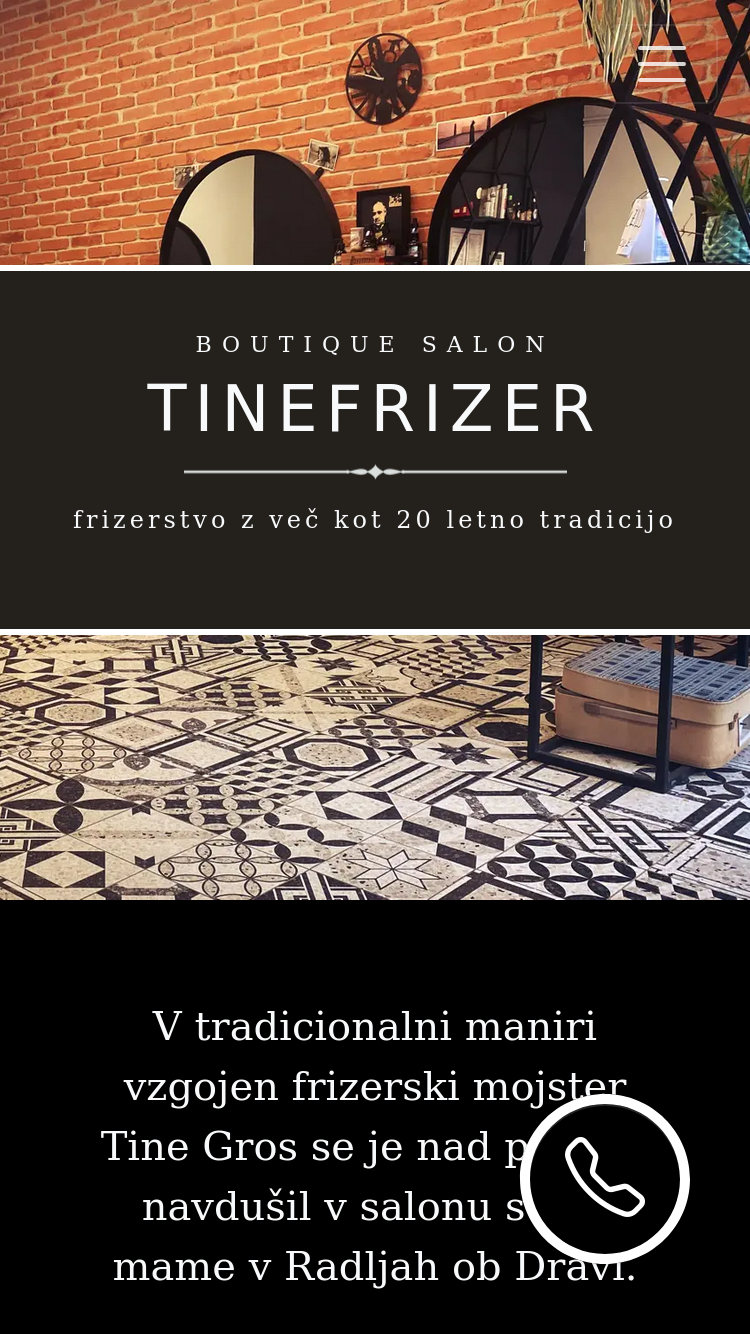 BOUTIQUE SALON
TINEFRIZER
frizerstvo z več kot 20 letno tradicijo
V tradicionalni maniri
vzgojen frizerski mojster
Tine Gros se je nad
navdušil v salonu
mame v Radljah ob Dravi.